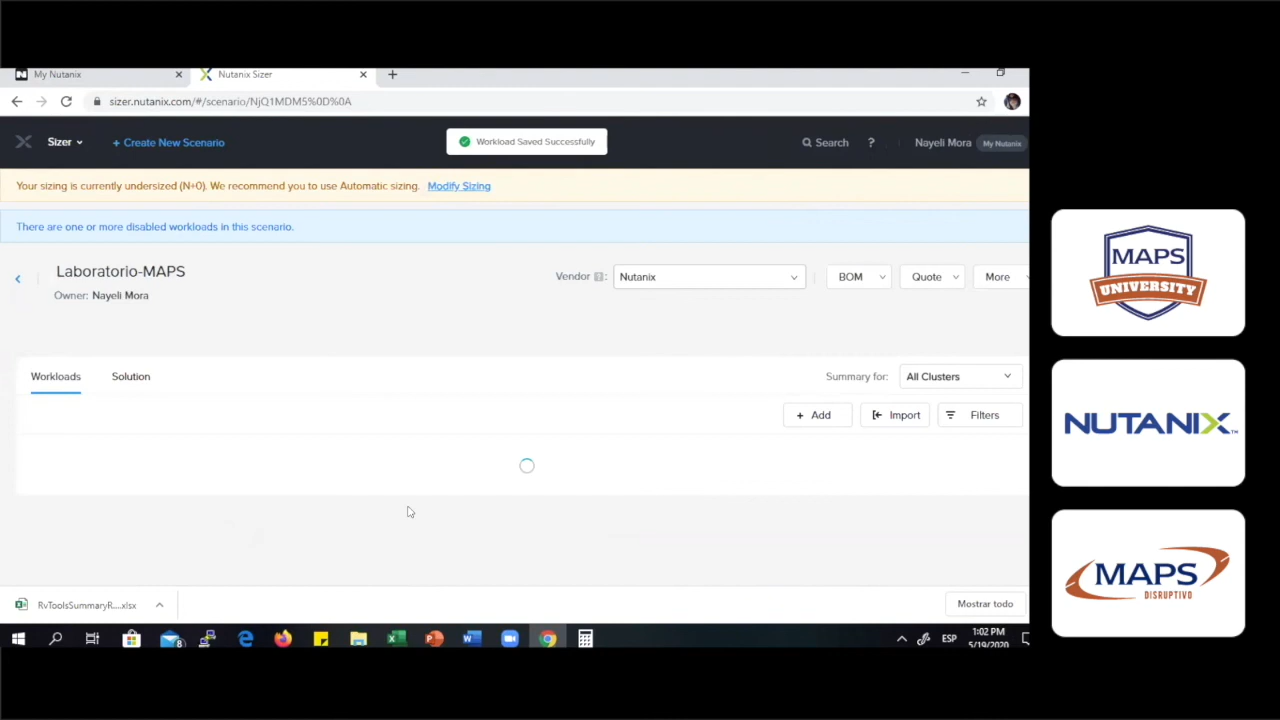 My Nutanix
Nutanix Sizer
sizer.nutanix.com/#/scenario/NjQ1MDM5%0D%0A
Sizer
+ Create New Scenario
Workload Saved Successfully
Search
?
Nayeli Mora
My Nutanix
Your sizing is currently undersized (N+0). We recommend you to use Automatic sizing. Modify Sizing
There are one or more disabled workloads in this scenario.
Laboratorio-MAPS
Owner: Nayeli Mora
Vendor ? :
Nutanix
BOM
Quote
More
Workloads
Solution
Summary for:
All Clusters
+ Add
Import
Filters
RvToolsSummaryR....xlsx
Mostrar todo
8
ESP
1:02 PM
5/19/2020
MAPS
UNIVERSITY
NUTANIX™
MAPS
DISRUPTIVO